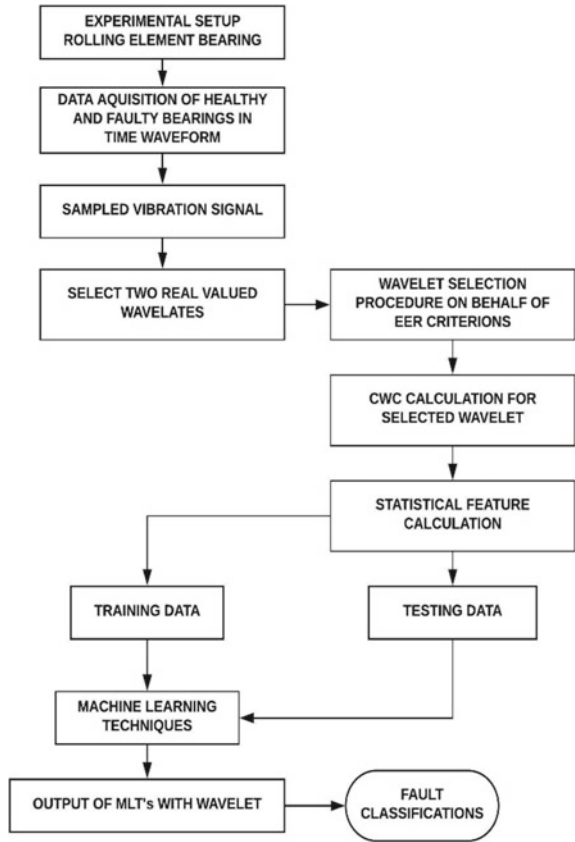 EXPERIMENTAL SETUP
ROLLING ELEMENT BEARING
DATA AQUISITION OF HEALTHY
AND FAULTY BEARINGS IN
TIME WAVEFORM
SAMPLED VIBRATION SIGNAL
SELECT TWO REAL VALUED
WAVELATES
WAVELET SELECTION
PROCEDURE ON BEHALF OF
EER CRITERIONS
CWC CALCULATION FOR
SELECTED WAVELET
STATISTICAL FEATURE
CALCULATION
TRAINING DATA
TESTING DATA
MACHINE LEARNING
TECHNIQUES
OUTPUT OF MLT's WITH WAVELET
FAULT
CLASSIFICATIONS